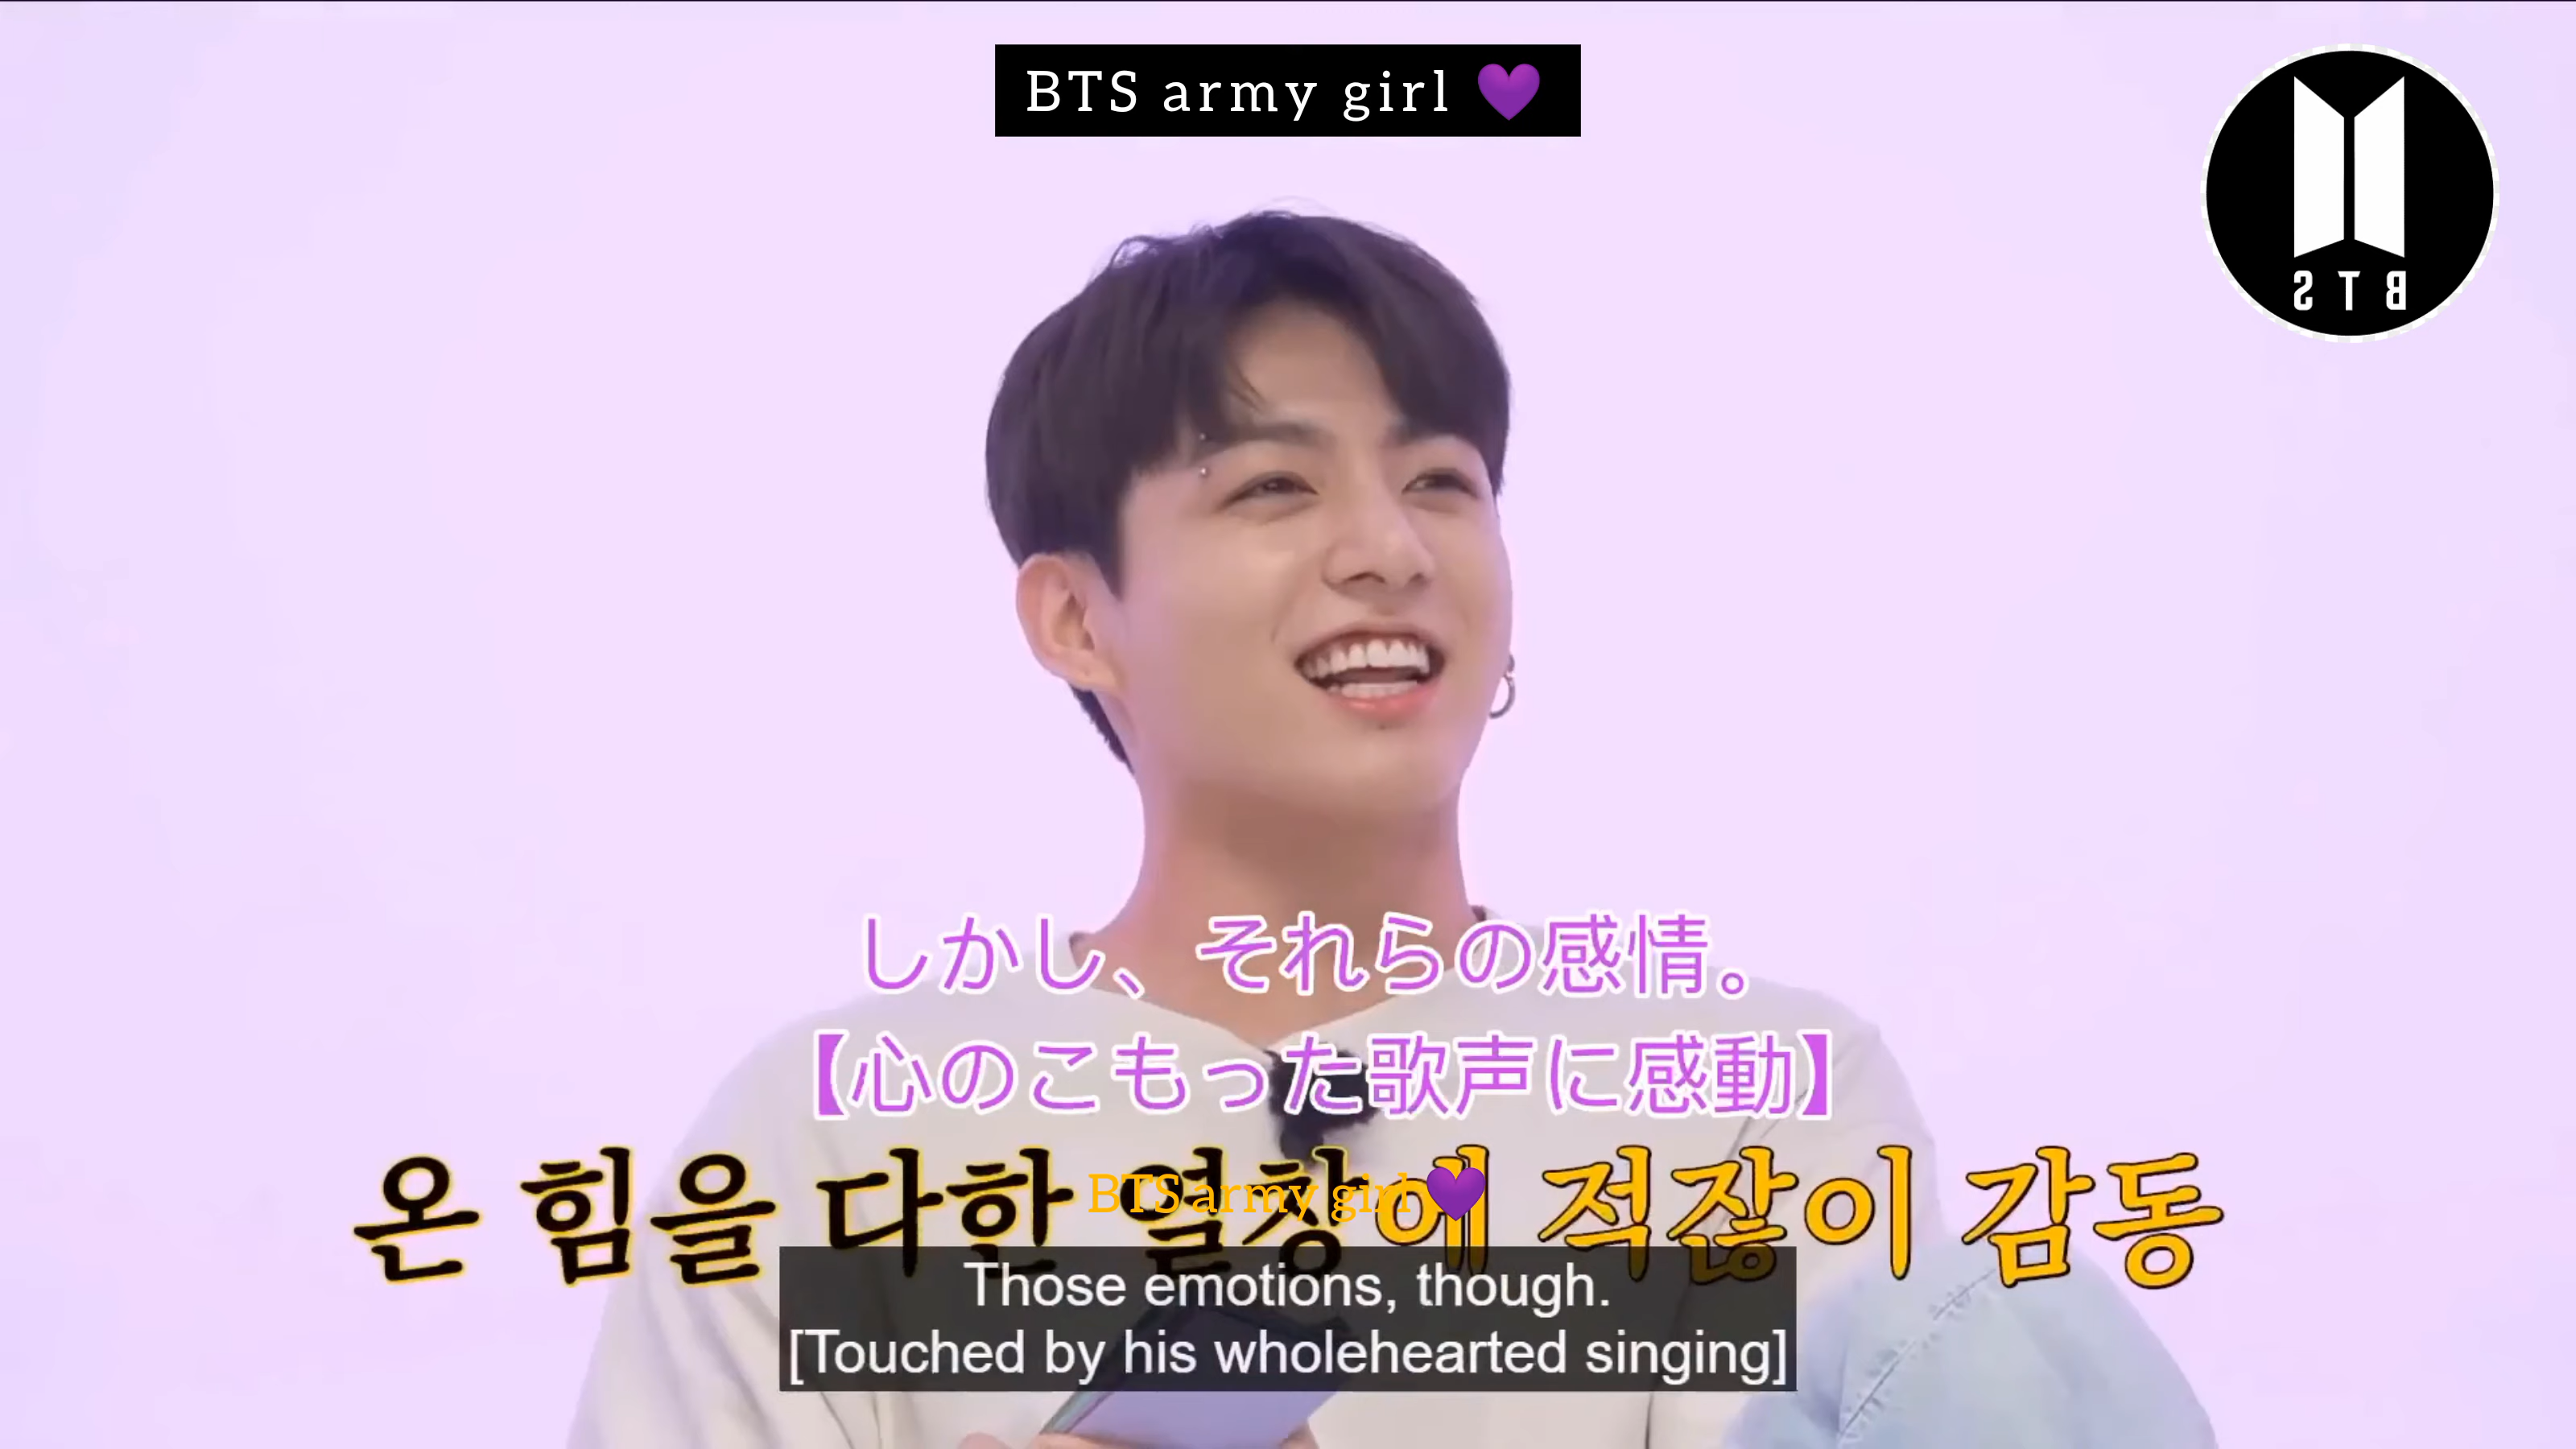 BTS army girl 💜
BTS
しかし、それらの感情。
【心のこもった歌声に感動】
온 힘을 다한 열창에 적잖이 감동
BTS army girl 💜
Those emotions, though.
[Touched by his wholehearted singing]